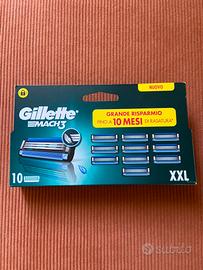 NUOVO
Gillette
MACH3
GRANDE RISPARMIO
FINO A 10 MESI DI RASATURA*
10
XXL
subito